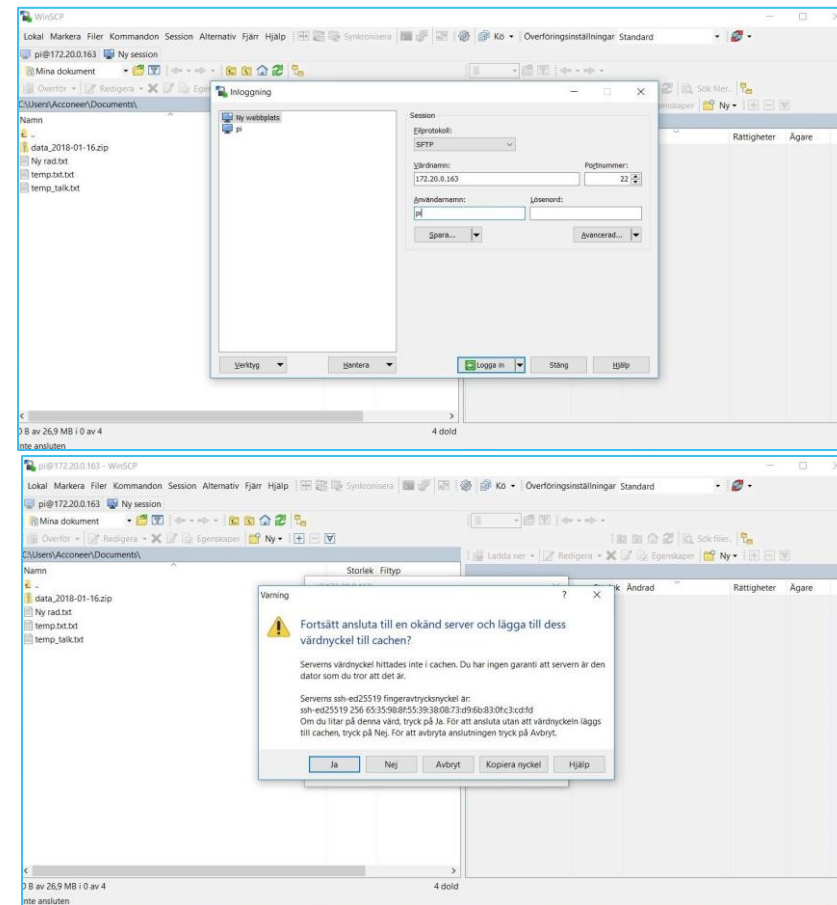 WinSCP
Lokal Markera Filer Kommandon Session Alternativ Fjärr Hjälp Synkronisera Kö Överföringsinställningar Standard
pi@172.20.0.163 Ny session
Mina dokument
Överför Redigera Sök filer.. 
Ny
C:\Users\Acconeer\Documents\
Namn Rättigheter Ägare
..
data_2018-01-16.zip
Ny rad.txt
temp.txt.txt
temp_talk.txt
Inloggning
Ny webbplats
pi
Session
Filprotokoll:
SFTP
Värdnamn: Portnummer:
172.20.0.163 22
Användarnamn: Lösenord:
pi
Spara... Avancerad...
Verktyg Hantera Logga in Stäng Hjälp
0 B av 26,9 MB i 0 av 4 4 dold
nte ansluten
pi@172.20.0.163 - WinSCP
Lokal Markera Filer Kommandon Session Alternativ Fjärr Hjälp Synkronisera Kö Överföringsinställningar Standard
pi@172.20.0.163 Ny session
Mina dokument Sök filer..
Överför Redigera Egenskaper Ny Ladda ner Redigera Egenskaper Ny
C:\Users\Acconeer\Documents\
Namn Storlek Filtyp Ändrad Rättigheter Ägare
..
data_2018-01-16.zip
Ny rad.txt
temp.txt.txt
temp_talk.txt
Varning ?
Fortsätt ansluta till en okänd server och lägga till dess
värdnyckel till cachen?
Serverns värdnyckel hittades inte i cachen. Du har ingen garanti att servern är den
dator som du tror att det är.
Serverns ssh-ed25519 fingeravtrycksnyckel är:
ssh-ed25519 256 65:35:98:8f:55:39:38:08:73:d9:6b:83:0f:c3:cd:fd
Om du litar på denna värd, tryck på Ja. För att ansluta utan att värdnyckeln läggs
till cachen, tryck på Nej. För att avbryta anslutningen tryck på Avbryt.
Ja Nej Avbryt Kopiera nyckel Hjälp
0 B av 26,9 MB i 0 av 4 4 dold
nte ansluten